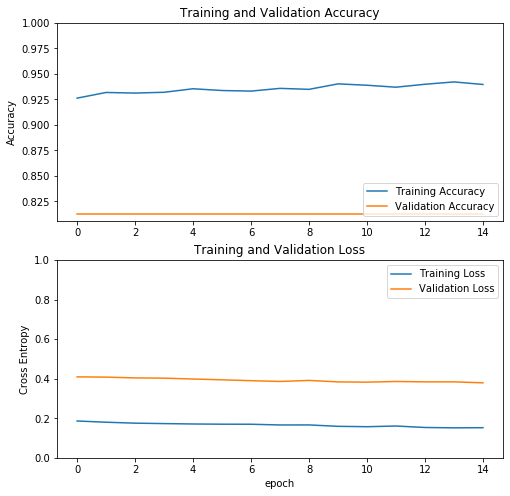 Training and Validation Accuracy
1.000
0.975
0.950
0.925
0.900
0.875
0.850
0.825
Accuracy
Training Accuracy
Validation Accuracy
0 2 4 6 8 10 12 14
Training and Validation Loss
1.0
0.8
0.6
0.4
0.2
0.0
Cross Entropy
Training Loss
Validation Loss
0 2 4 6 8 10 12 14
epoch